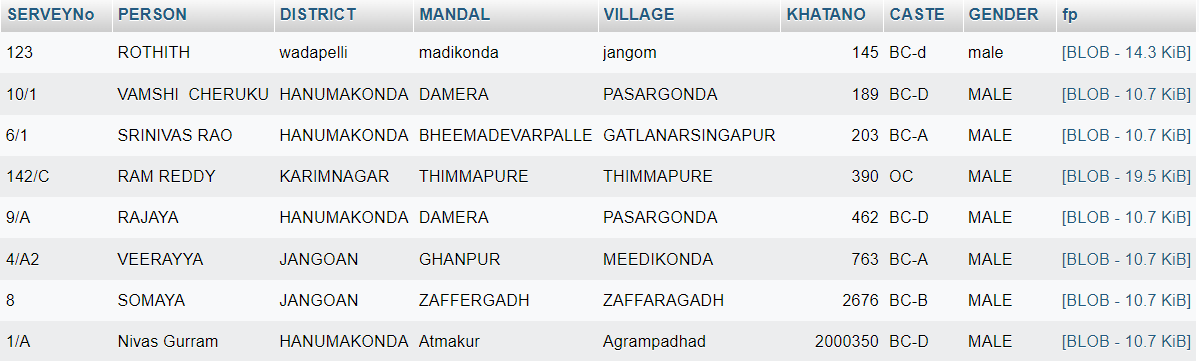 SERVEYNo PERSON DISTRICT MANDAL VILLAGE KHATANO CASTE GENDER fp
123 ROTHITH wadapelli madikonda jangom 145 BC-d male [BLOB - 14.3 KiB]
10/1 VAMSHI  CHERUKU HANUMAKONDA DAMERA PASARGONDA 189 BC-D MALE [BLOB - 10.7 KiB]
6/1 SRINIVAS RAO HANUMAKONDA BHEEMADEVARPALLE GATLANARSINGAPUR 203 BC-A MALE [BLOB - 10.7 KiB]
142/C RAM REDDY KARIMNAGAR THIMMAPURE THIMMAPURE 390 OC MALE [BLOB - 19.5 KiB]
9/A RAJAYA HANUMAKONDA DAMERA PASARGONDA 462 BC-D MALE [BLOB - 10.7 KiB]
4/A2 VEERAYYA JANGOAN GHANPUR MEEDIKONDA 763 BC-A MALE [BLOB - 10.7 KiB]
8 SOMAYA JANGOAN ZAFFERGADH ZAFFARAGADH 2676 BC-B MALE [BLOB - 10.7 KiB]
1/A Nivas Gurram HANUMAKONDA Atmakur Agrampadhad 2000350 BC-D MALE [BLOB - 10.7 KiB]